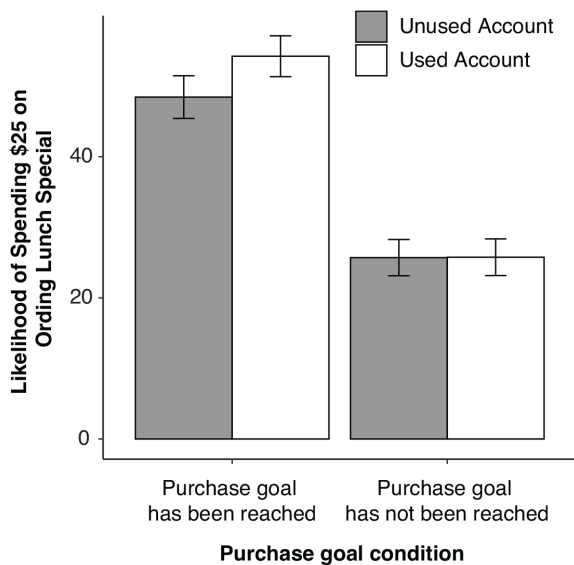 Unused Account
Used Account
Likelihood of Spending $25 on
Ording Lunch Special
40
20
0
Purchase goal
has been reached
Purchase goal
has not been reached
Purchase goal condition